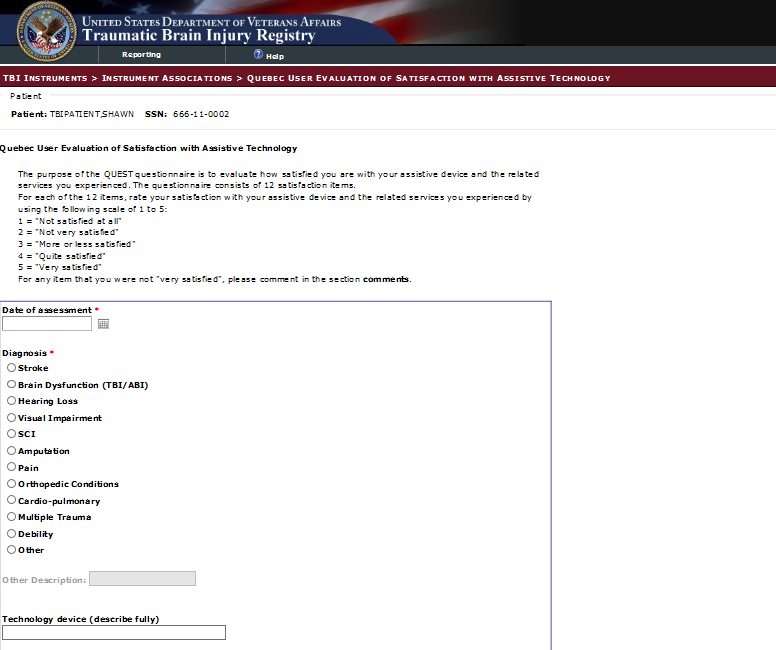 UNITED STATES DEPARTMENT OF VETERANS AFFAIRS
Traumatic Brain Injury Registry
Reporting
? Help
TBI INSTRUMENTS > INSTRUMENT ASSOCIATIONS > QUEBEC USER EVALUATION OF SATISFACTION WITH ASSISTIVE TECHNOLOGY
Patient
Patient: TBIPATIENT,SHAWN SSN: 666-11-0002
Quebec User Evaluation of Satisfaction with Assistive Technology
The purpose of the QUEST questionnaire is to evaluate how satisfied you are with your assistive device and the related
services you experienced. The questionnaire consists of 12 satisfaction items.
For each of the 12 items, rate your satisfaction with your assistive device and the related services you experienced by
using the following scale of 1 to 5:
1 = "Not satisfied at all"
2 = "Not very satisfied"
3 = "More or less satisfied"
4 = "Quite satisfied"
5 = "Very satisfied"
For any item that you were not "very satisfied", please comment in the section comments.
Date of assessment *
Diagnosis *
Stroke
Brain Dysfunction (TBI/ABI)
Hearing Loss
Visual Impairment
SCI
Amputation
Pain
Orthopedic Conditions
Cardio-pulmonary
Multiple Trauma
Debility
Other
Other Description:
Technology device (describe fully)